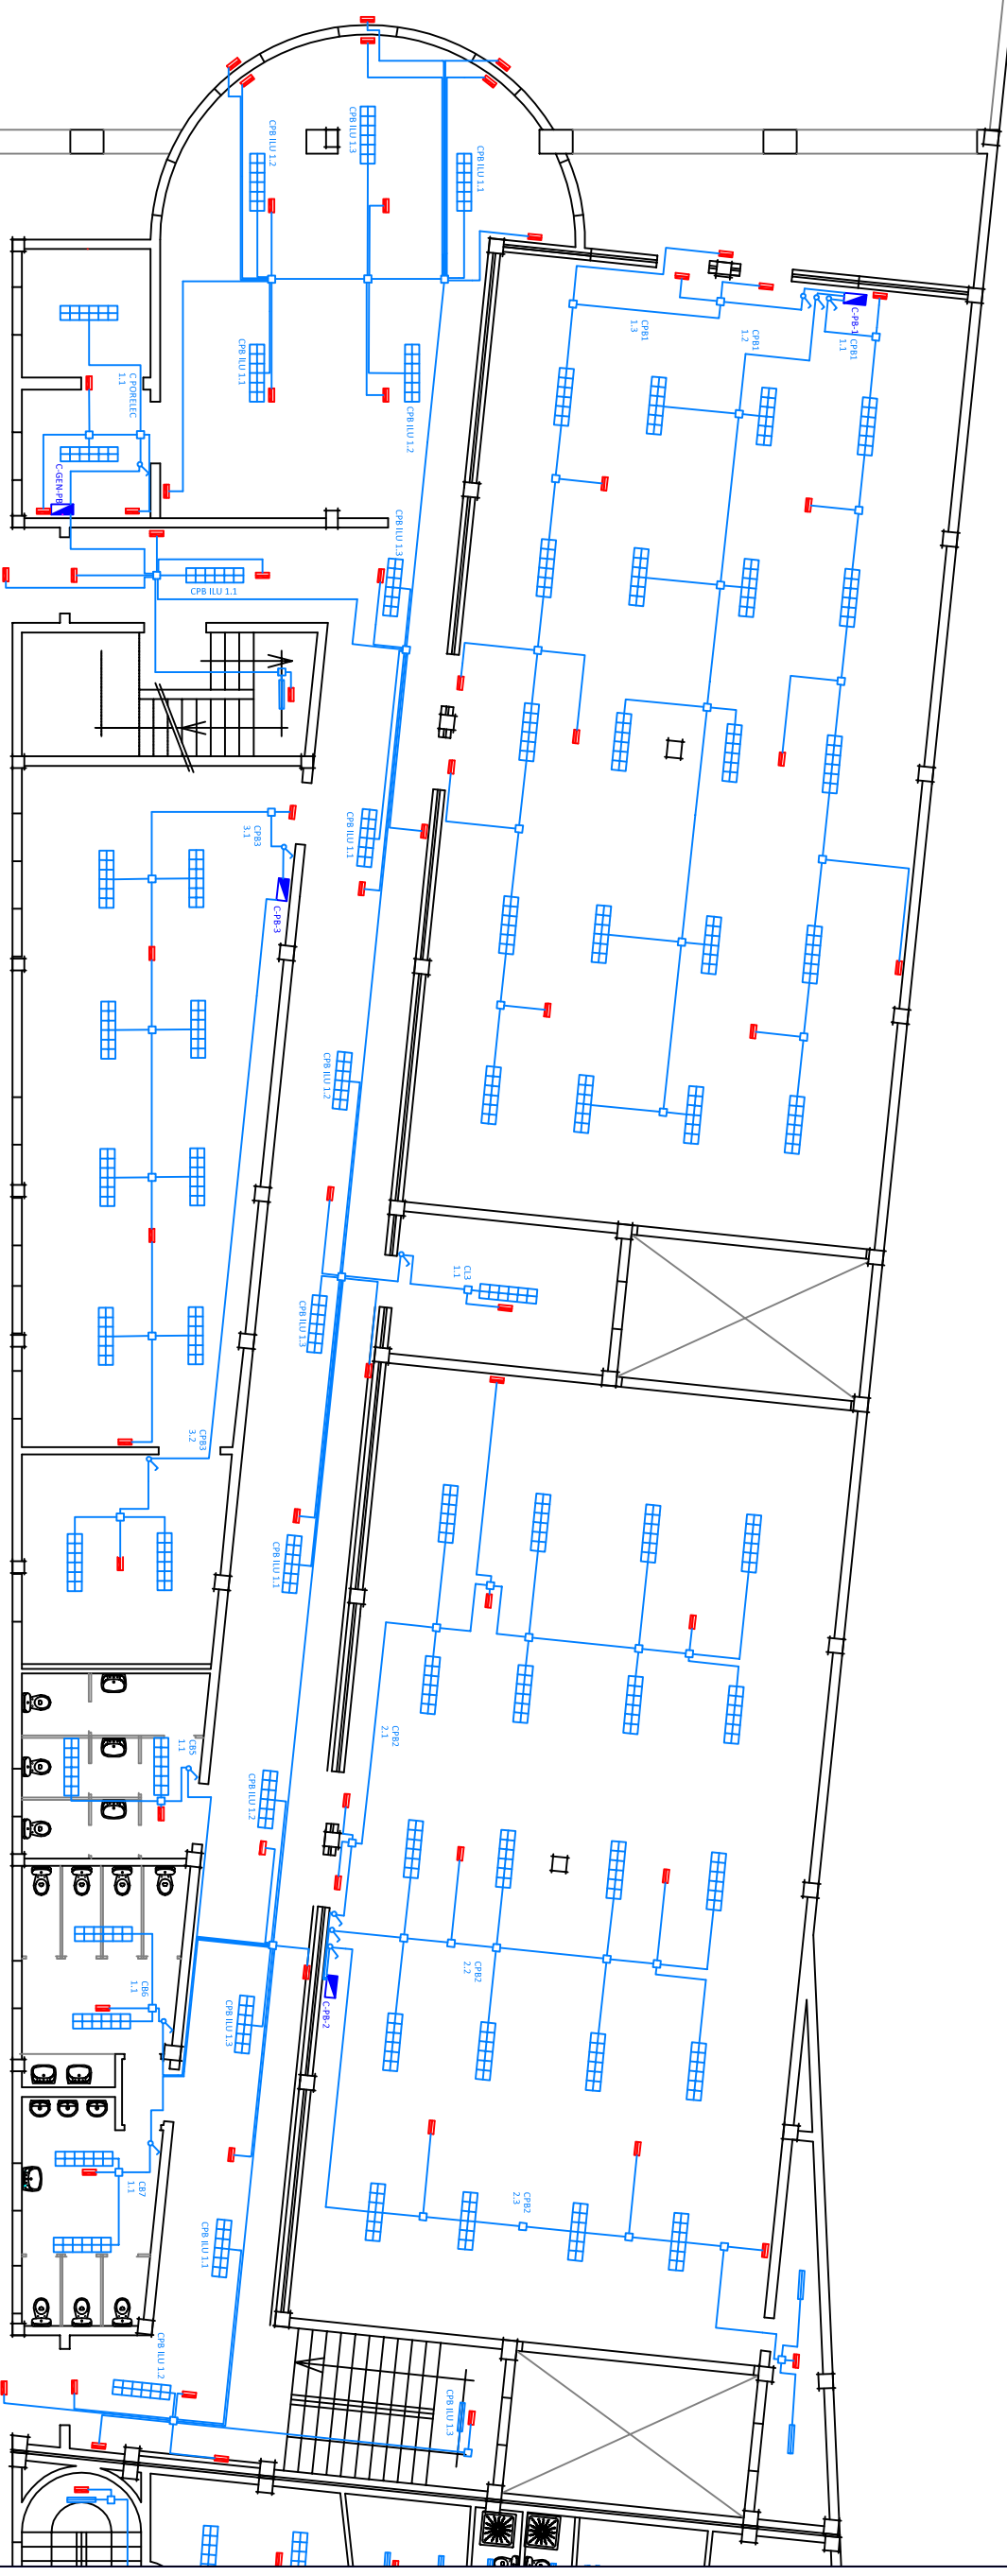 CPB ILU 1.2
CPB ILU 1.3
CPB ILU 1.1
CPB1
1.3
CPB1
1.2
CPB1
1.1
C-PB-1
CPB ILU 1.1
CPB ILU 1.2
C PORELEC
1.1
C-GEN-PB
CPB ILU 1.3
CPB ILU 1.1
CPB3
3.1
CPB ILU 1.1
C-PB-3
CPB ILU 1.2
CL3
1.1
CPB ILU 1.3
CPB3
3.2
CPB ILU 1.1
CPB2
2.1
CB5
1.1
CPB ILU 1.2
CPB2
2.2
CB6
1.1
C-PB-2
CPB ILU 1.3
CB7
1.1
CPB2
2.3
CPB ILU 1.1
CPB ILU 1.2
CPB ILU 1.3